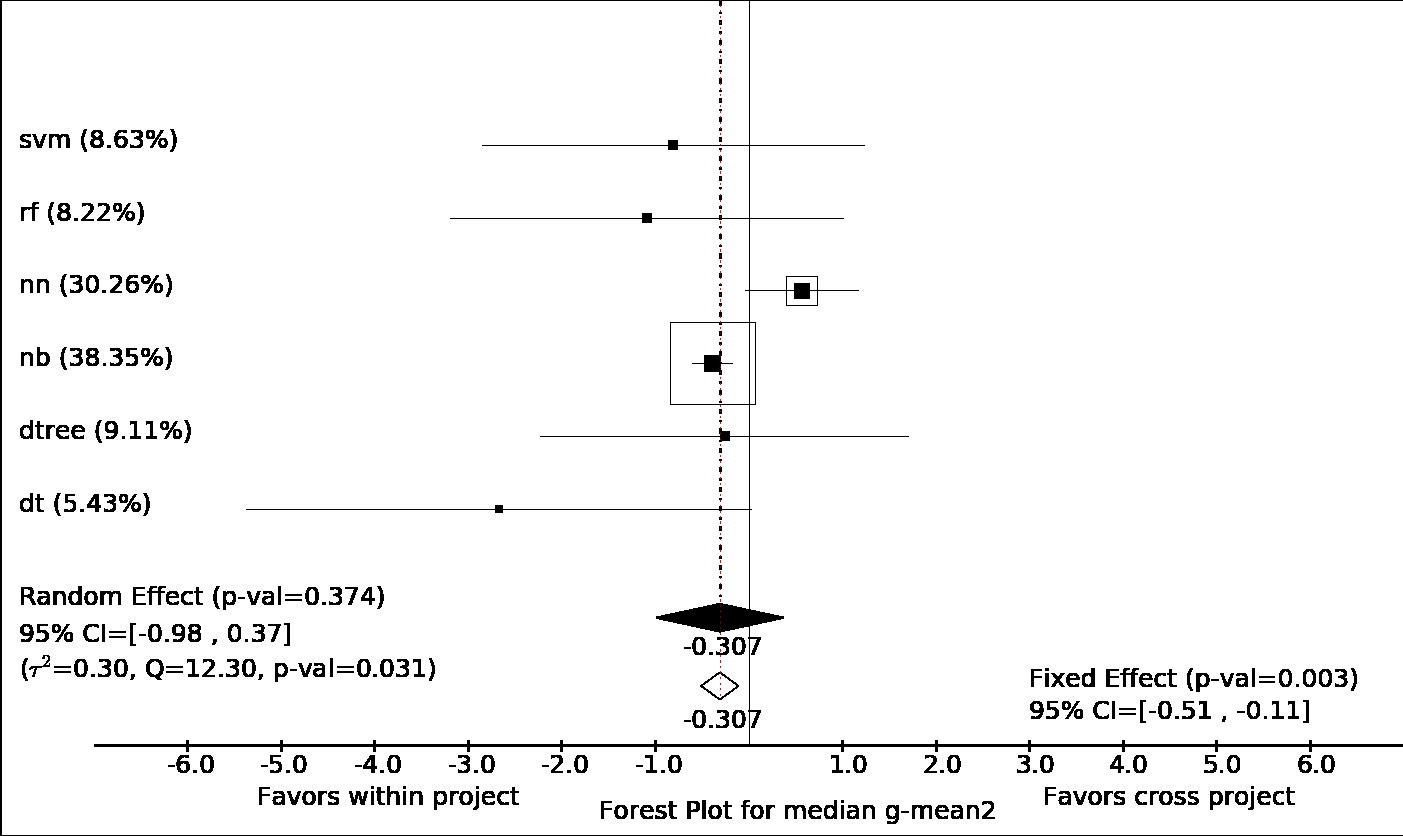 svm (8.63%)
rf (8.22%)
nn (30.26%)
nb (38.35%)
dtree (9.11%)
dt (5.43%)
Random Effect (p-val=0.374)
95% CI=[-0.98 , 0.37]
(τ²=0.30, Q=12.30, p-val=0.031)
-0.307
-0.307
Fixed Effect (p-val=0.003)
95% CI=[-0.51 , -0.11]
-6.0 -5.0 -4.0 -3.0 -2.0 -1.0 1.0 2.0 3.0 4.0 5.0 6.0
Favors within project
Forest Plot for median g-mean2
Favors cross project